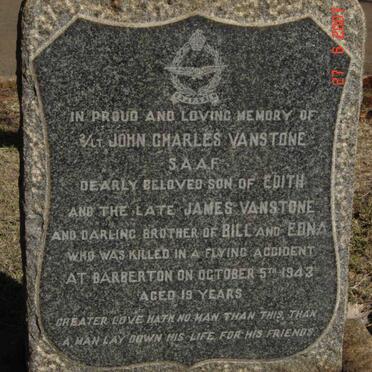 IN PROUD AND LOVING MEMORY OF
2/LT JOHN CHARLES VANSTONE
S.A.A.F.
DEARLY BELOVED SON OF EDITH
AND THE LATE JAMES VANSTONE
AND DARLING BROTHER OF BILL AND EDNA
WHO WAS KILLED IN A FLYING ACCIDENT
AT BARBERTON ON OCTOBER 5TH 1943
AGED 19 YEARS
GREATER LOVE HATH NO MAN THAN THIS, THAN
A MAN LAY DOWN HIS LIFE FOR HIS FRIENDS.